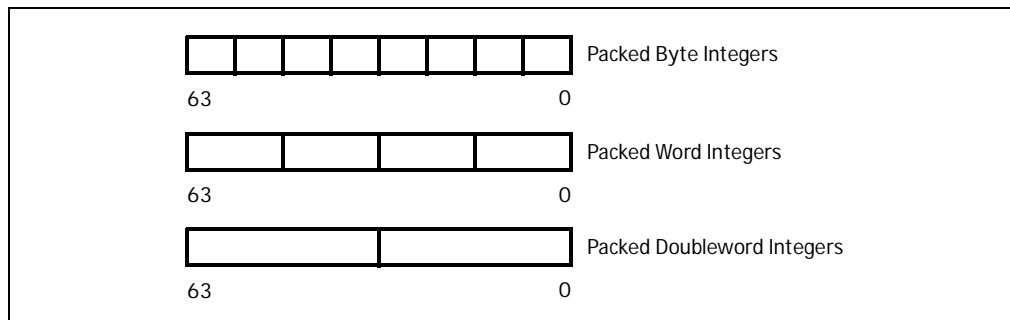 Packed Byte Integers
63 0
Packed Word Integers
63 0
Packed Doubleword Integers
63 0